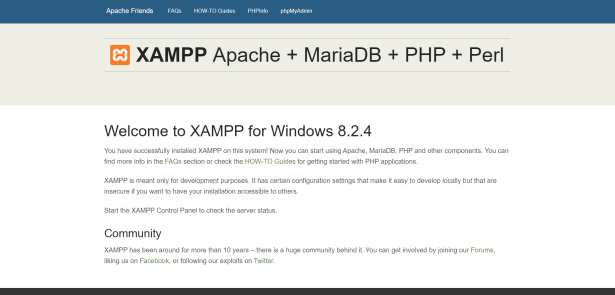 Apache Friends FAQs HOW-TO Guides PHPInfo phpMyAdmin
XAMPP Apache + MariaDB + PHP + Perl
Welcome to XAMPP for Windows 8.2.4
You have successfully installed XAMPP on this system! Now you can start using Apache, MariaDB, PHP and other components. You can
find more info in the FAQs section or check the HOW-TO Guides for getting started with PHP applications.
XAMPP is meant only for development purposes. It has certain configuration settings that make it easy to develop locally but that are
insecure if you want to have your installation accessible to others.
Start the XAMPP Control Panel to check the server status.
Community
XAMPP has been around for more than 10 years – there is a huge community behind it. You can get involved by joining our Forums,
liking us on Facebook, or following our exploits on Twitter.